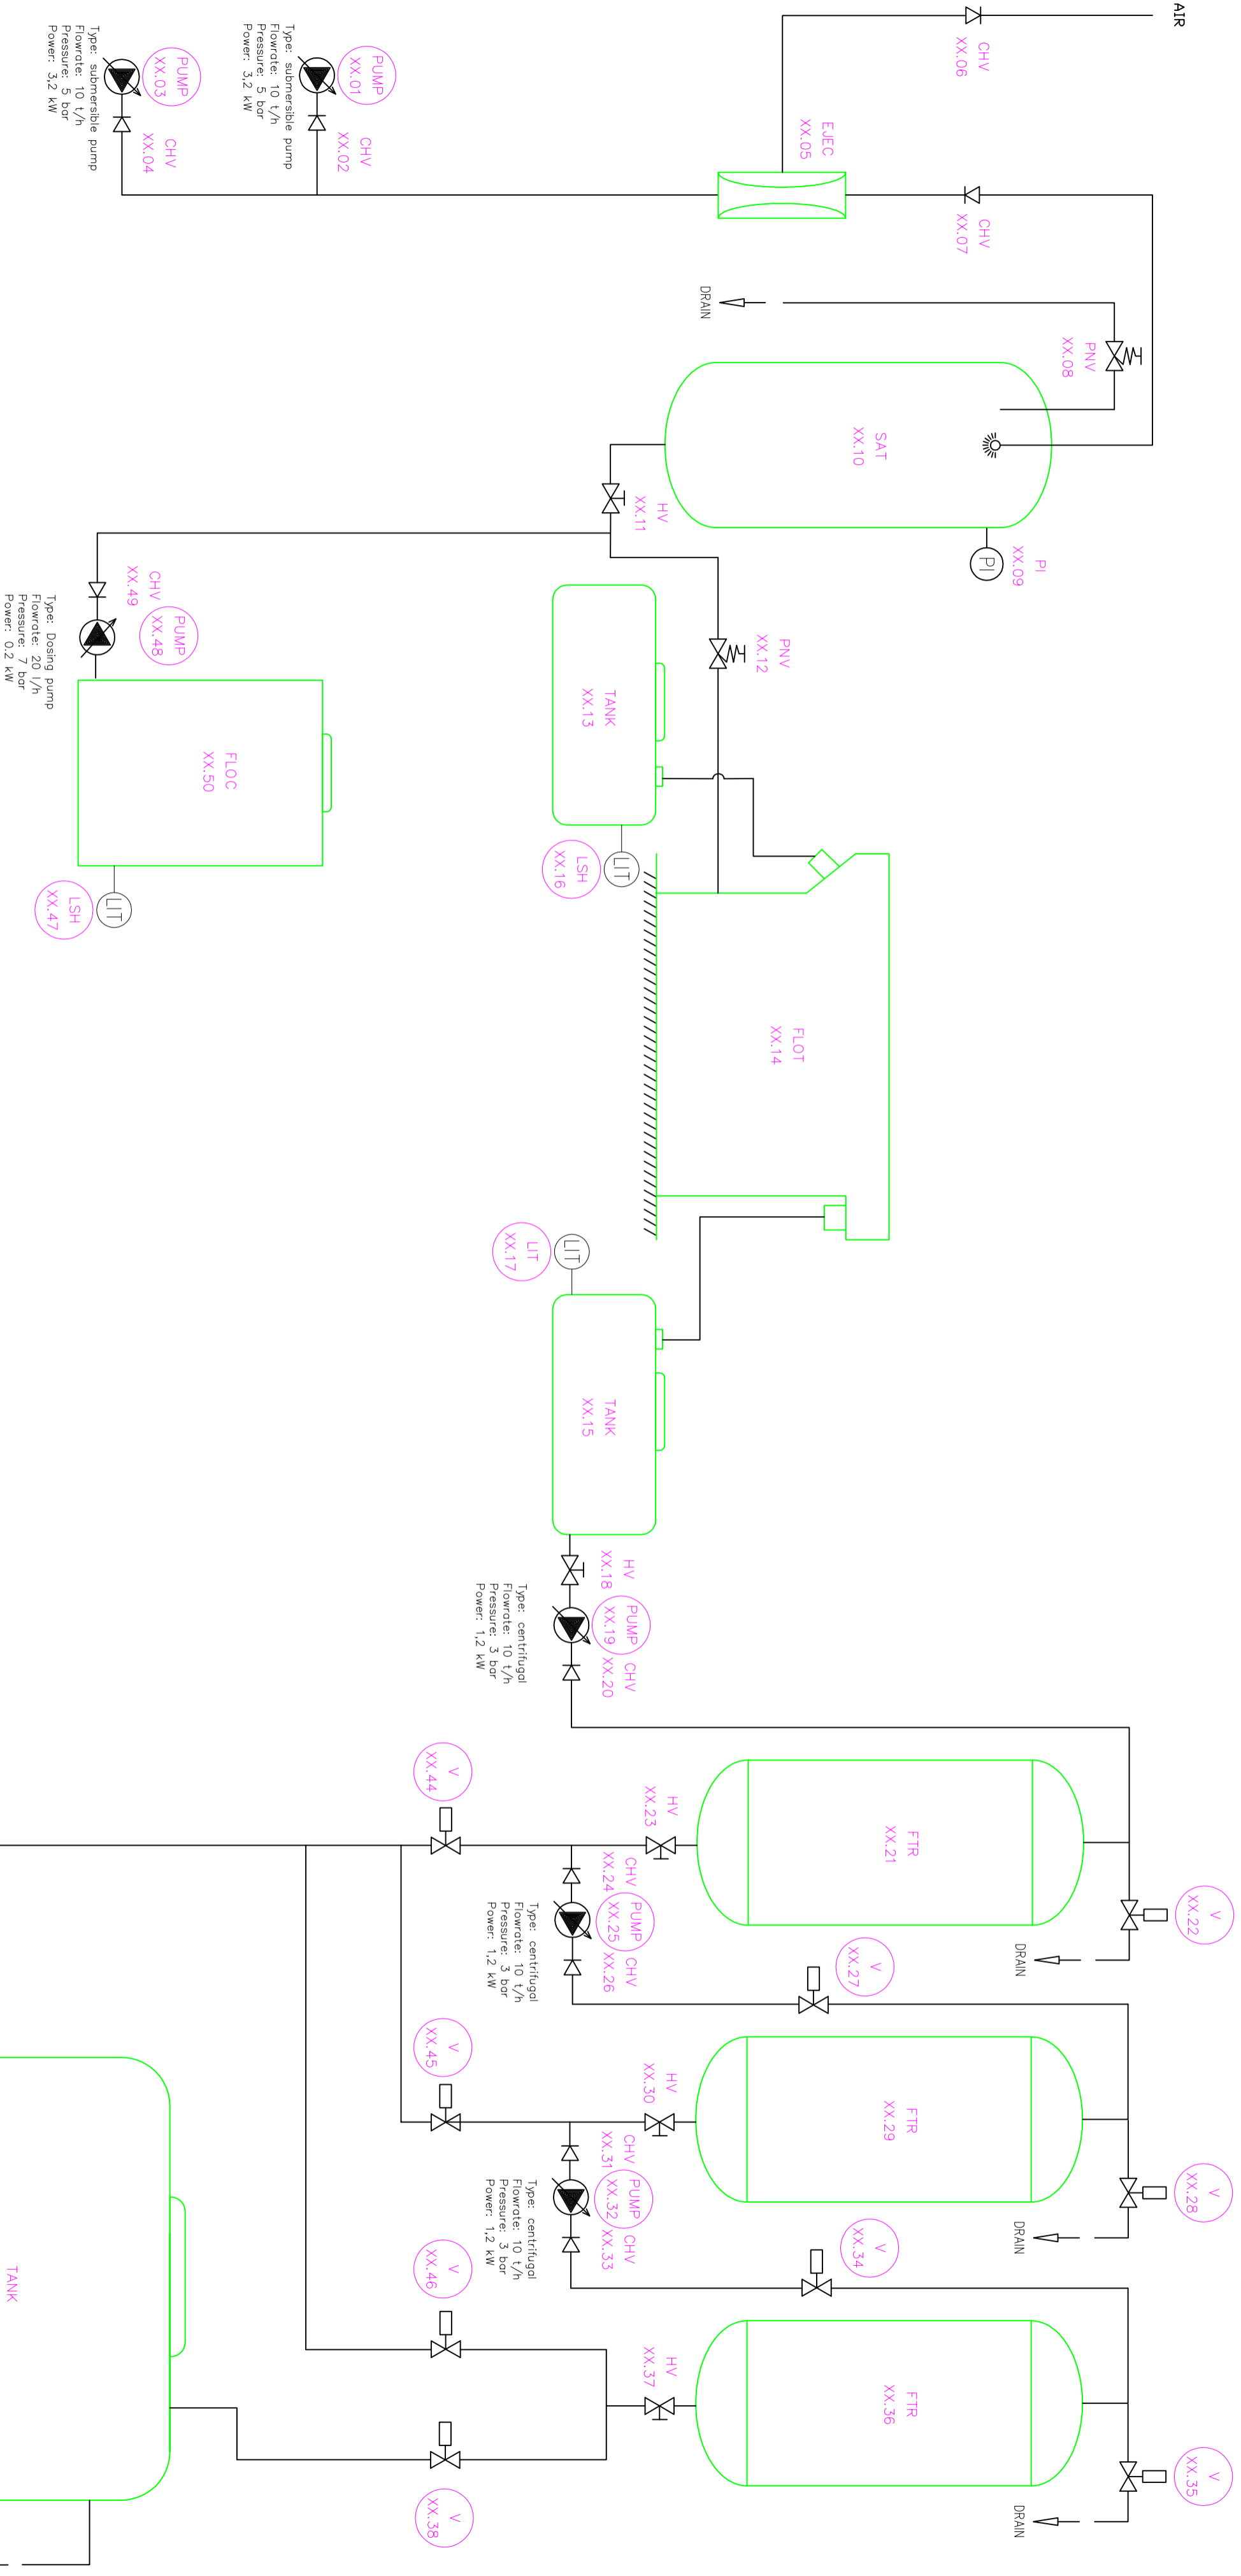 AIR
CHV
XX.06
EJEC
XX.05
CHV
XX.07
PUMP
XX.01
CHV
XX.02
Type: submersible pump
Flowrate: 10 t/h
Pressure: 5 bar
Power: 3,2 kW
PUMP
XX.03
CHV
XX.04
Type: submersible pump
Flowrate: 10 t/h
Pressure: 5 bar
Power: 3,2 kW
DRAIN
PNV
XX.08
SAT
XX.10
PI
XX.09
PI
HV
XX.11
PNV
XX.12
CHV
XX.49
PUMP
XX.48
Type: Dosing pump
Flowrate: 20 l/h
Pressure: 7 bar
Power: 0.2 kW
FLOC
XX.50
LIT
LSH
XX.47
TANK
XX.13
LIT
LSH
XX.16
FLOT
XX.14
LIT
LIT
XX.17
TANK
XX.15
HV
XX.18
PUMP
XX.19
CHV
XX.20
Type: centrifugal
Flowrate: 10 t/h
Pressure: 3 bar
Power: 1,2 kW
FTR
XX.21
V
XX.22
DRAIN
HV
XX.23
CHV
XX.24
PUMP
XX.25
CHV
XX.26
Type: centrifugal
Flowrate: 10 t/h
Pressure: 3 bar
Power: 1,2 kW
V
XX.44
V
XX.27
V
XX.28
DRAIN
FTR
XX.29
HV
XX.30
CHV
XX.31
PUMP
XX.32
CHV
XX.33
Type: centrifugal
Flowrate: 10 t/h
Pressure: 3 bar
Power: 1,2 kW
V
XX.45
V
XX.34
V
XX.35
DRAIN
FTR
XX.36
HV
XX.37
V
XX.46
V
XX.38
TANK